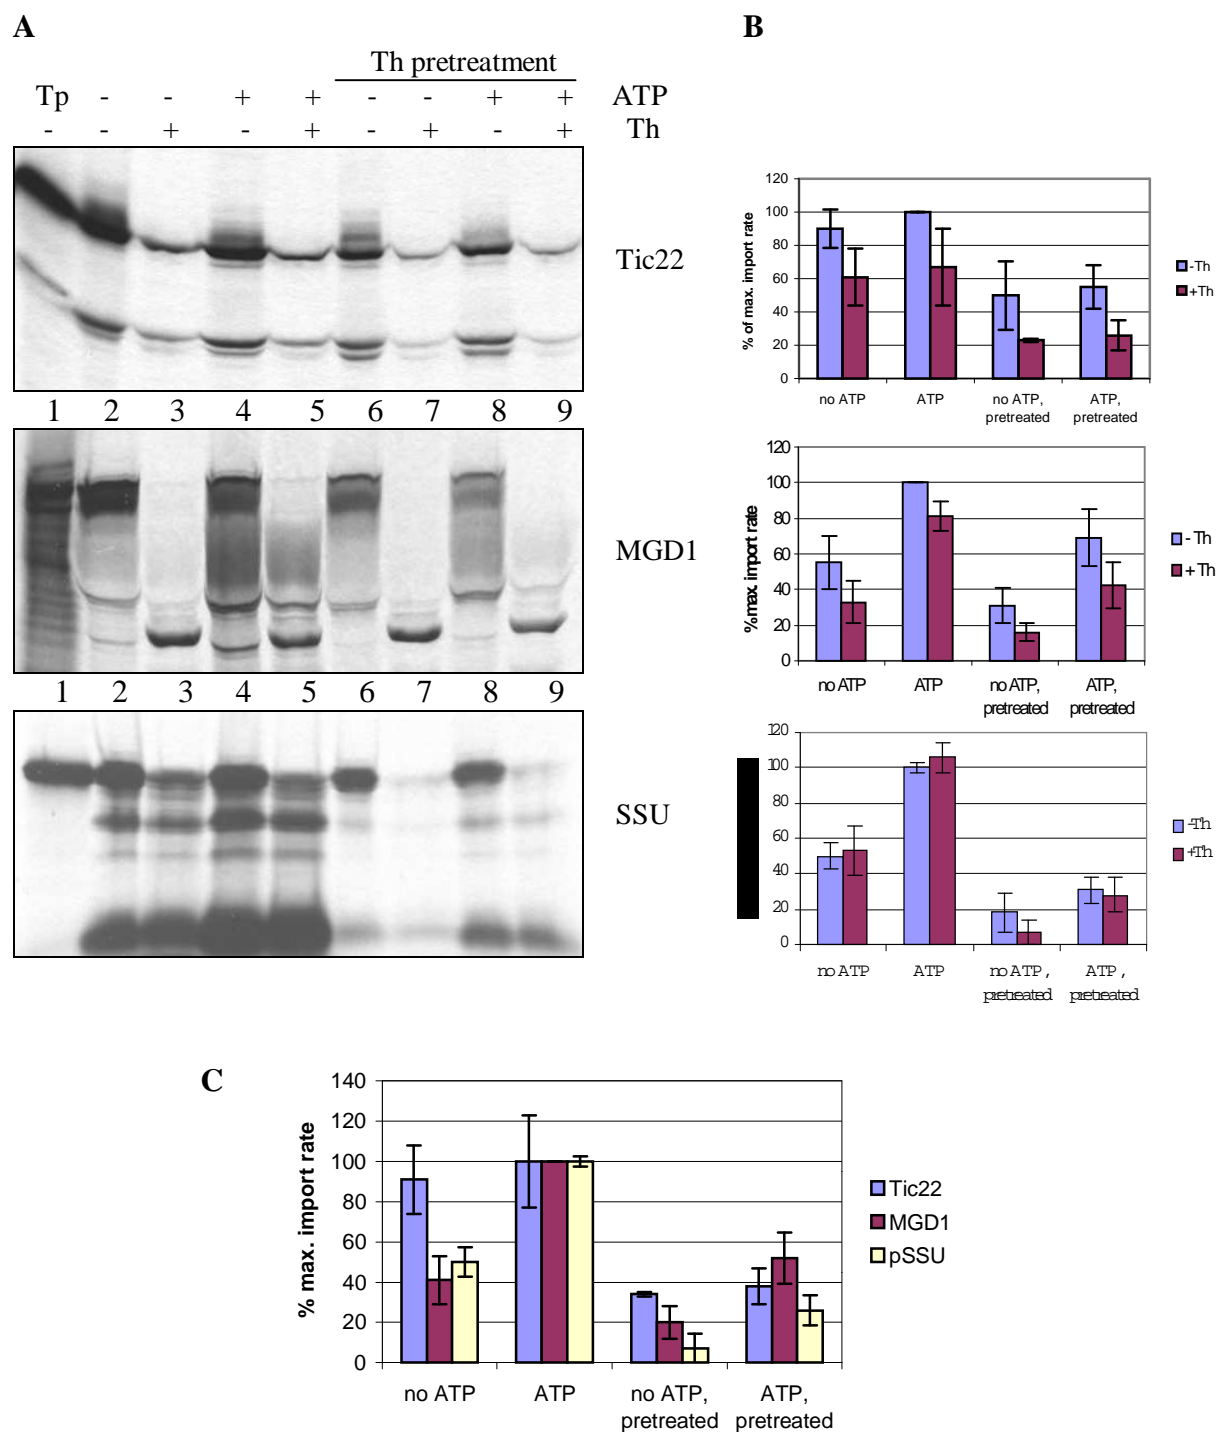 A
B
Th pretreatment
Tp - - + + - - + + ATP
- - + - + - + - + Th
Tic22
1 2 3 4 5 6 7 8 9
MGD1
1 2 3 4 5 6 7 8 9
SSU
% of max. import rate
120
100
80
60
40
20
0
no ATP
ATP
no ATP, pretreated
ATP, pretreated
-Th
+Th
%max. import rate
120
100
80
60
40
20
0
no ATP
ATP
no ATP, pretreated
ATP, pretreated
- Th
+ Th
120
100
80
60
40
20
0
no ATP
ATP
no ATP, pretreated
ATP, pretreated
-Th
+Th
C
% max. import rate
140
120
100
80
60
40
20
0
no ATP
ATP
no ATP, pretreated
ATP, pretreated
Tic22
MGD1
pSSU